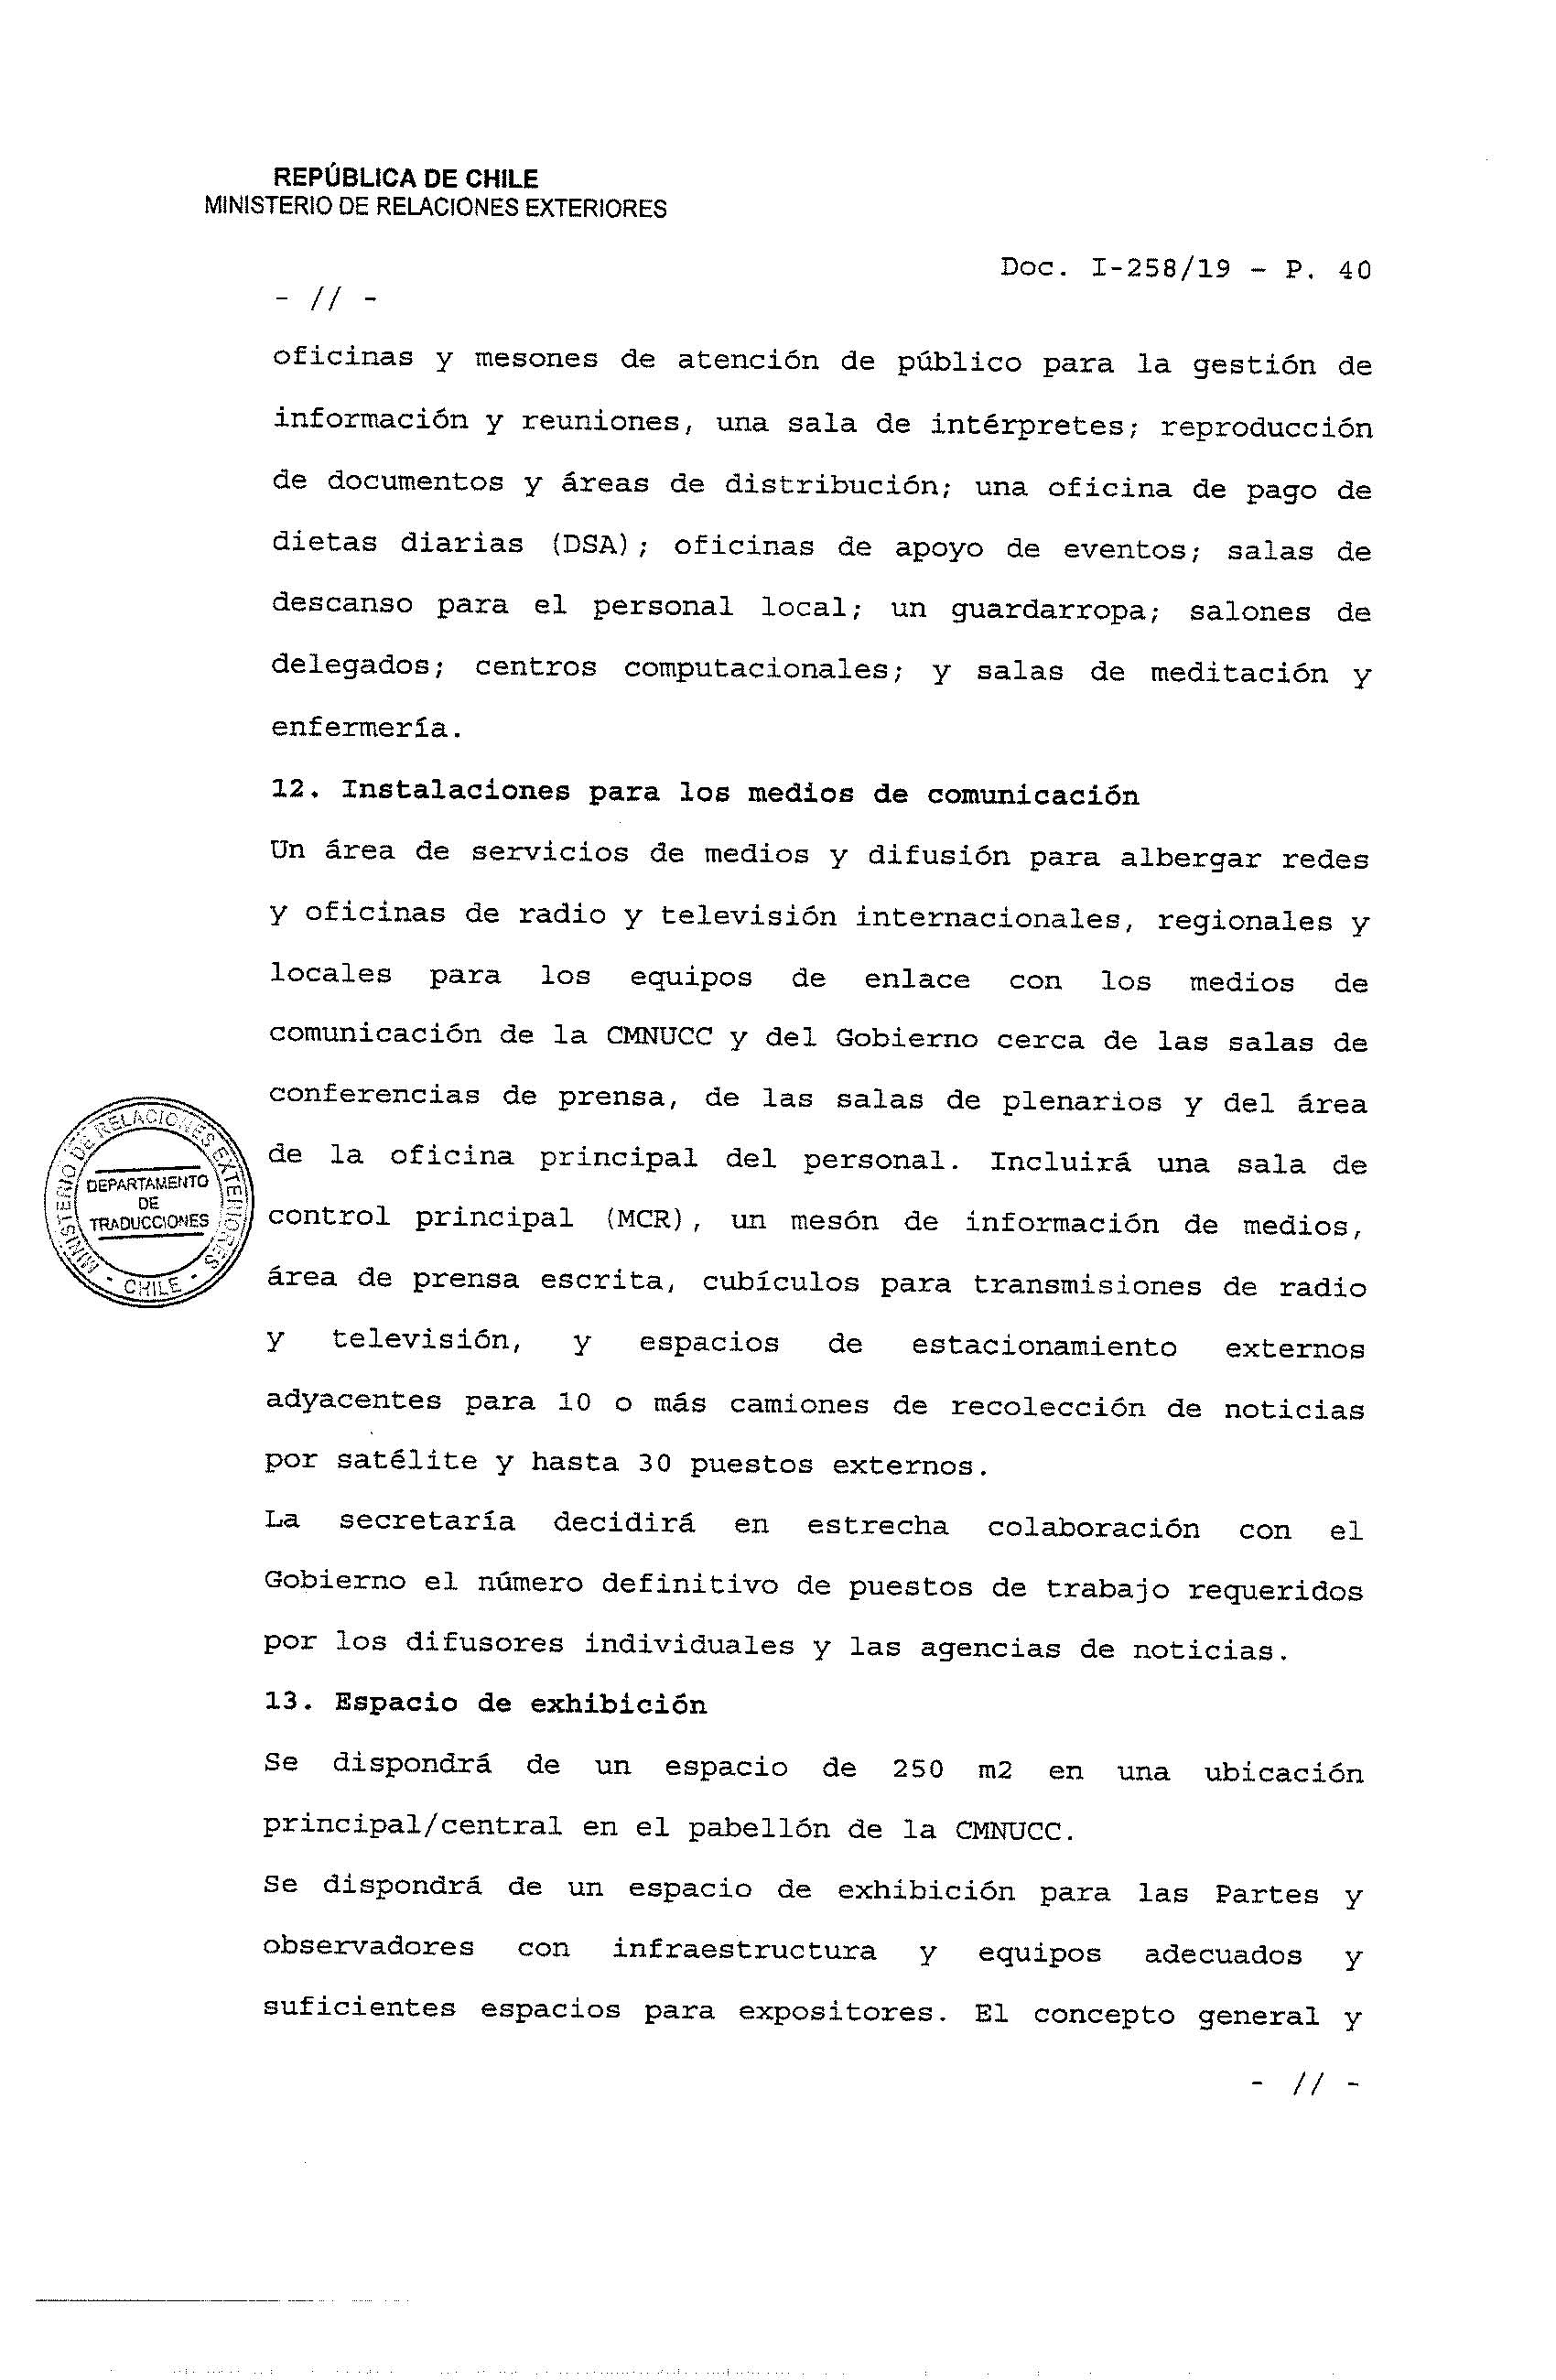 REPÚBLICA DE CHILE
MINISTERIO DE RELACIONES EXTERIORES
Doc. I-258/19 - P. 40
- // -
oficinas y mesones de atención de público para la gestión de
información y reuniones, una sala de intérpretes; reproducción
de documentos y áreas de distribución; una oficina de pago de
dietas diarias (DSA); oficinas de apoyo de eventos; salas de
descanso para el personal local; un guardarropa; salones de
delegados; centros computacionales; y salas de meditación y
enfermería.
12. Instalaciones para los medios de comunicación
Un área de servicios de medios y difusión para albergar redes
y oficinas de radio y televisión internacionales, regionales y
locales para los equipos de enlace con los medios de
comunicación de la CMNUCC y del Gobierno cerca de las salas de
conferencias de prensa, de las salas de plenarios y del área
de la oficina principal del personal. Incluirá una sala de
control principal (MCR), un mesón de información de medios,
área de prensa escrita, cubículos para transmisiones de radio
y televisión, y espacios de estacionamiento externos
adyacentes para 10 o más camiones de recolección de noticias
por satélite y hasta 30 puestos externos.
La secretaría decidirá en estrecha colaboración con el
Gobierno el número definitivo de puestos de trabajo requeridos
por los difusores individuales y las agencias de noticias.
13. Espacio de exhibición
Se dispondrá de un espacio de 250 m2 en una ubicación
principal/central en el pabellón de la CMNUCC.
Se dispondrá de un espacio de exhibición para las Partes y
observadores con infraestructura y equipos adecuados y
suficientes espacios para expositores. El concepto general y
- // -
MINISTERIO DE RELACIONES EXTERIORES
DEPARTAMENTO
DE
TRADUCCIONES
- CHILE -